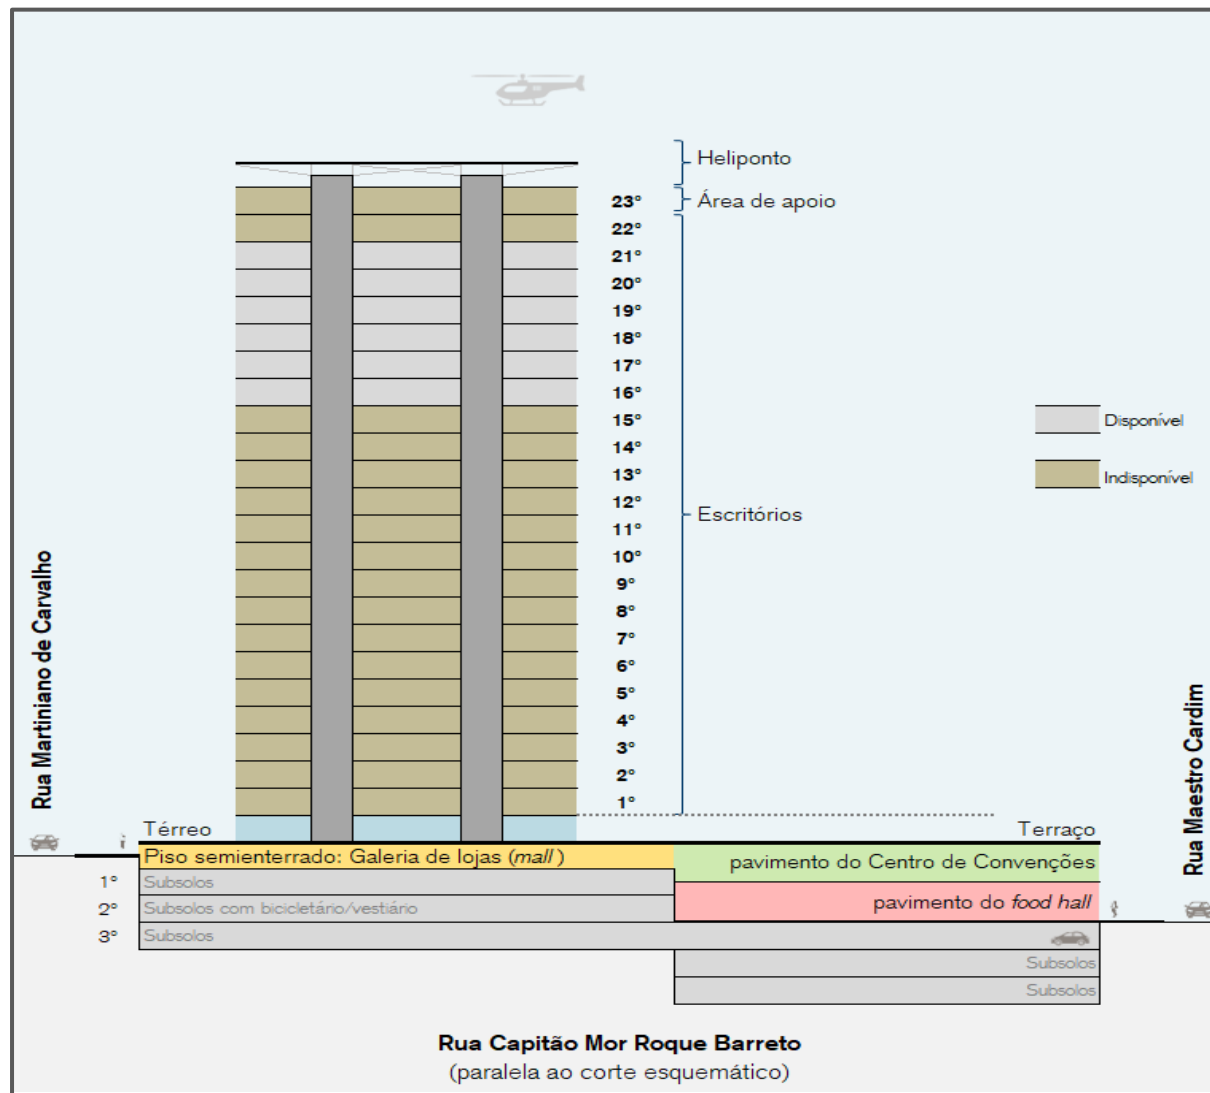 Heliponto
23° Área de apoio
22°
21°
20°
19°
18°
17°
16°
15° Disponível
14°
13° Indisponível
12°
11° Escritórios
10°
9°
8°
7°
6°
5°
4°
3°
2°
1°
Rua Martiniano de Carvalho
Rua Maestro Cardim
Térreo Terraço
Piso semienterrado: Galeria de lojas (mall) pavimento do Centro de Convenções
1° Subsolos
2° Subsolos com bicicletário/vestiário pavimento do food hall
3° Subsolos
Subsolos
Subsolos
Rua Capitão Mor Roque Barreto
(paralela ao corte esquemático)